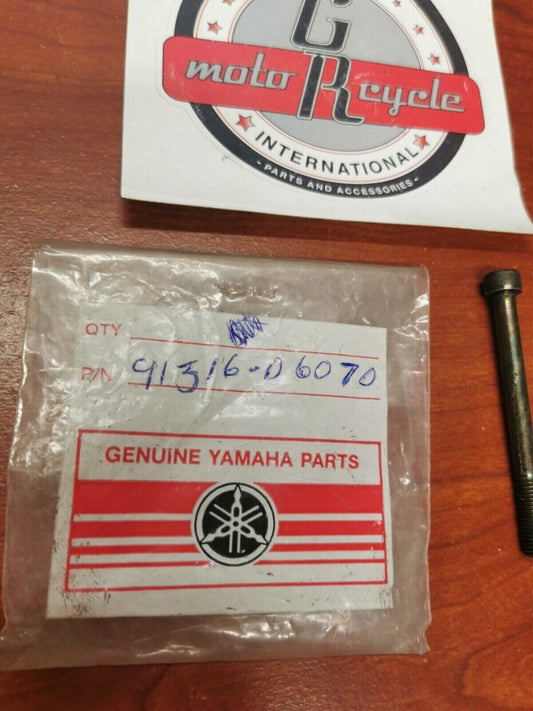 G
moto R cycle
INTERNATIONAL
- PARTS AND ACCESSORIES -
QTY
P/N 91316-06070
GENUINE YAMAHA PARTS